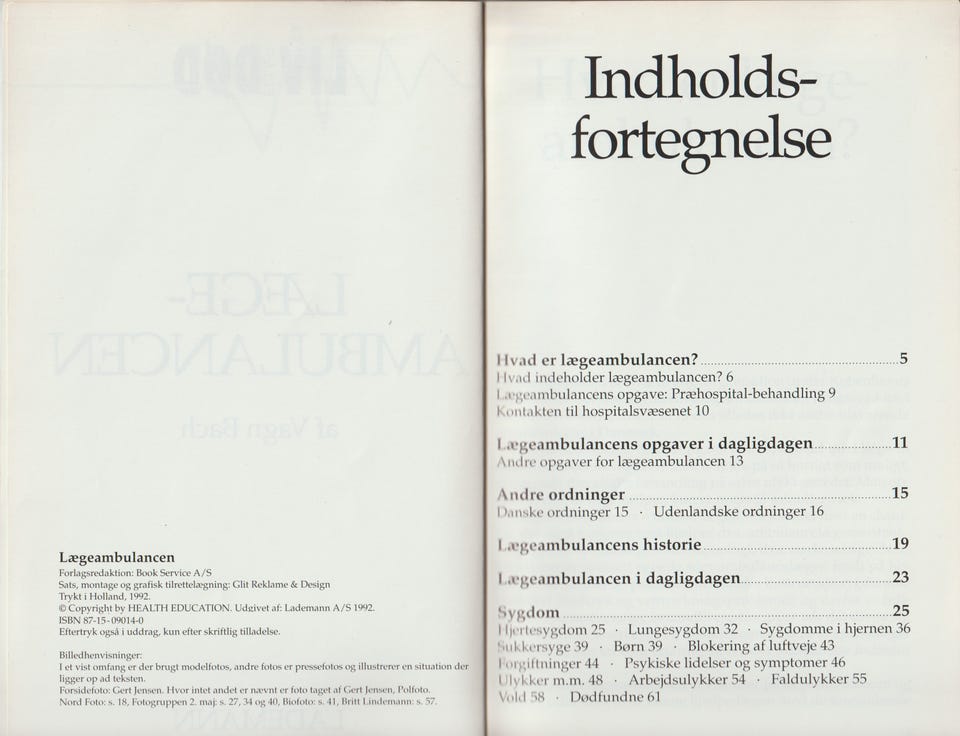 Lægeambulancen
Forlagsredaktion: Book Service A/S
Sats, montage og grafisk tilrettelægning: Glit Reklame & Design
Trykt i Holland, 1992.
© Copyright by HEALTH EDUCATION. Udgivet af: Lademann A/S 1992.
ISBN 87-15-09014-0
Eftertryk også i uddrag, kun efter skriftlig tilladelse.
Billedhenvisninger:
I et vist omfang er der brugt modelfotos, andre fotos er pressefotos og illustrerer en situation der
ligger op ad teksten.
Forsidefoto: Gert Jensen. Hvor intet andet er nævnt er foto taget af Gert Jensen, Polfoto.
Nord Foto: s. 18, Fotogruppen 2. maj: s. 27, 34 og 40, Biofoto: s. 41, Britt Lindemann: s. 57.
Indholds-
fortegnelse
Hvad er lægeambulancen? 5
Hvad indeholder lægeambulancen? 6
Lægeambulancens opgave: Præhospital-behandling 9
Kontakten til hospitalsvæsenet 10
Lægeambulancens opgaver i dagligdagen 11
Andre opgaver for lægeambulancen 13
Andre ordninger 15
Danske ordninger 15 · Udenlandske ordninger 16
Lægeambulancens historie 19
Lægeambulancen i dagligdagen 23
Sygdom 25
Hjertesygdom 25 · Lungesygdom 32 · Sygdomme i hjernen 36
Sukkersyge 39 · Børn 39 · Blokering af luftveje 43
Forgiftninger 44 · Psykiske lidelser og symptomer 46
Ulykker m.m. 48 · Arbejdsulykker 54 · Faldulykker 55
Vold 58 · Dødfundne 61